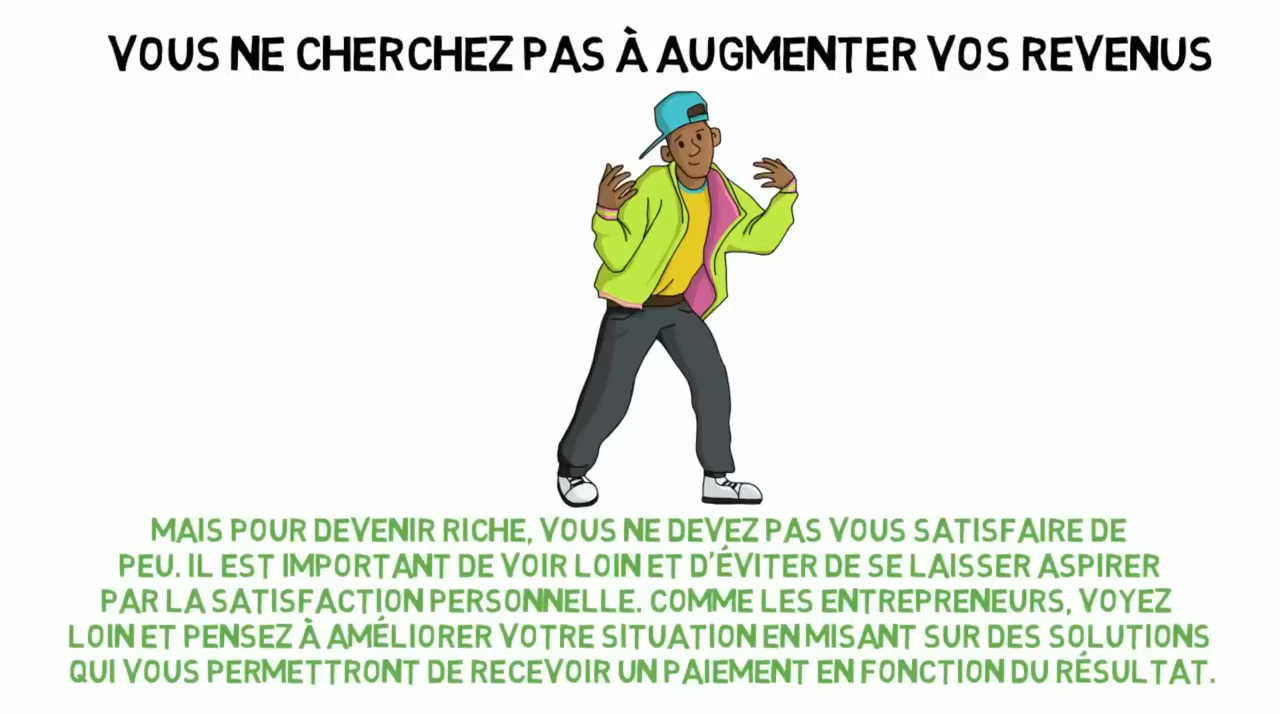 VOUS NE CHERCHEZ PAS À AUGMENTER VOS REVENUS
MAIS POUR DEVENIR RICHE, VOUS NE DEVEZ PAS VOUS SATISFAIRE DE
PEU. IL EST IMPORTANT DE VOIR LOIN ET D'ÉVITER DE SE LAISSER ASPIRER
PAR LA SATISFACTION PERSONNELLE. COMME LES ENTREPRENEURS, VOYEZ
LOIN ET PENSEZ À AMÉLIORER VOTRE SITUATION EN MISANT SUR DES SOLUTIONS
QUI VOUS PERMETTRONT DE RECEVOIR UN PAIEMENT EN FONCTION DU RÉSULTAT.